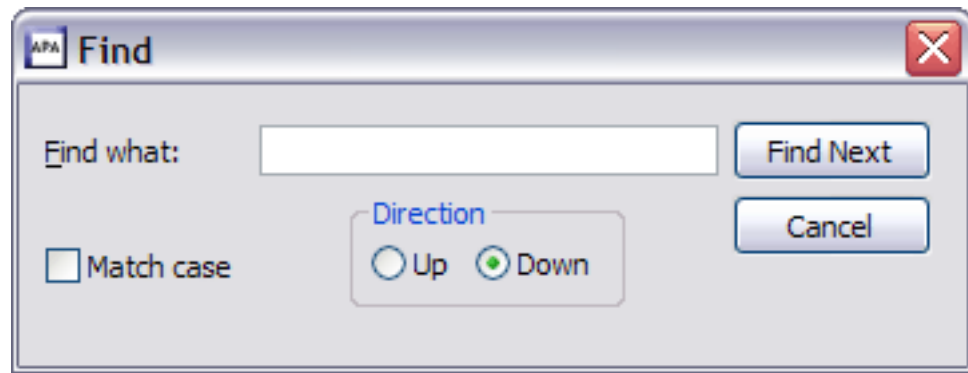 APA Find
Find what:
Find Next
Direction
Cancel
Match case
Up
Down